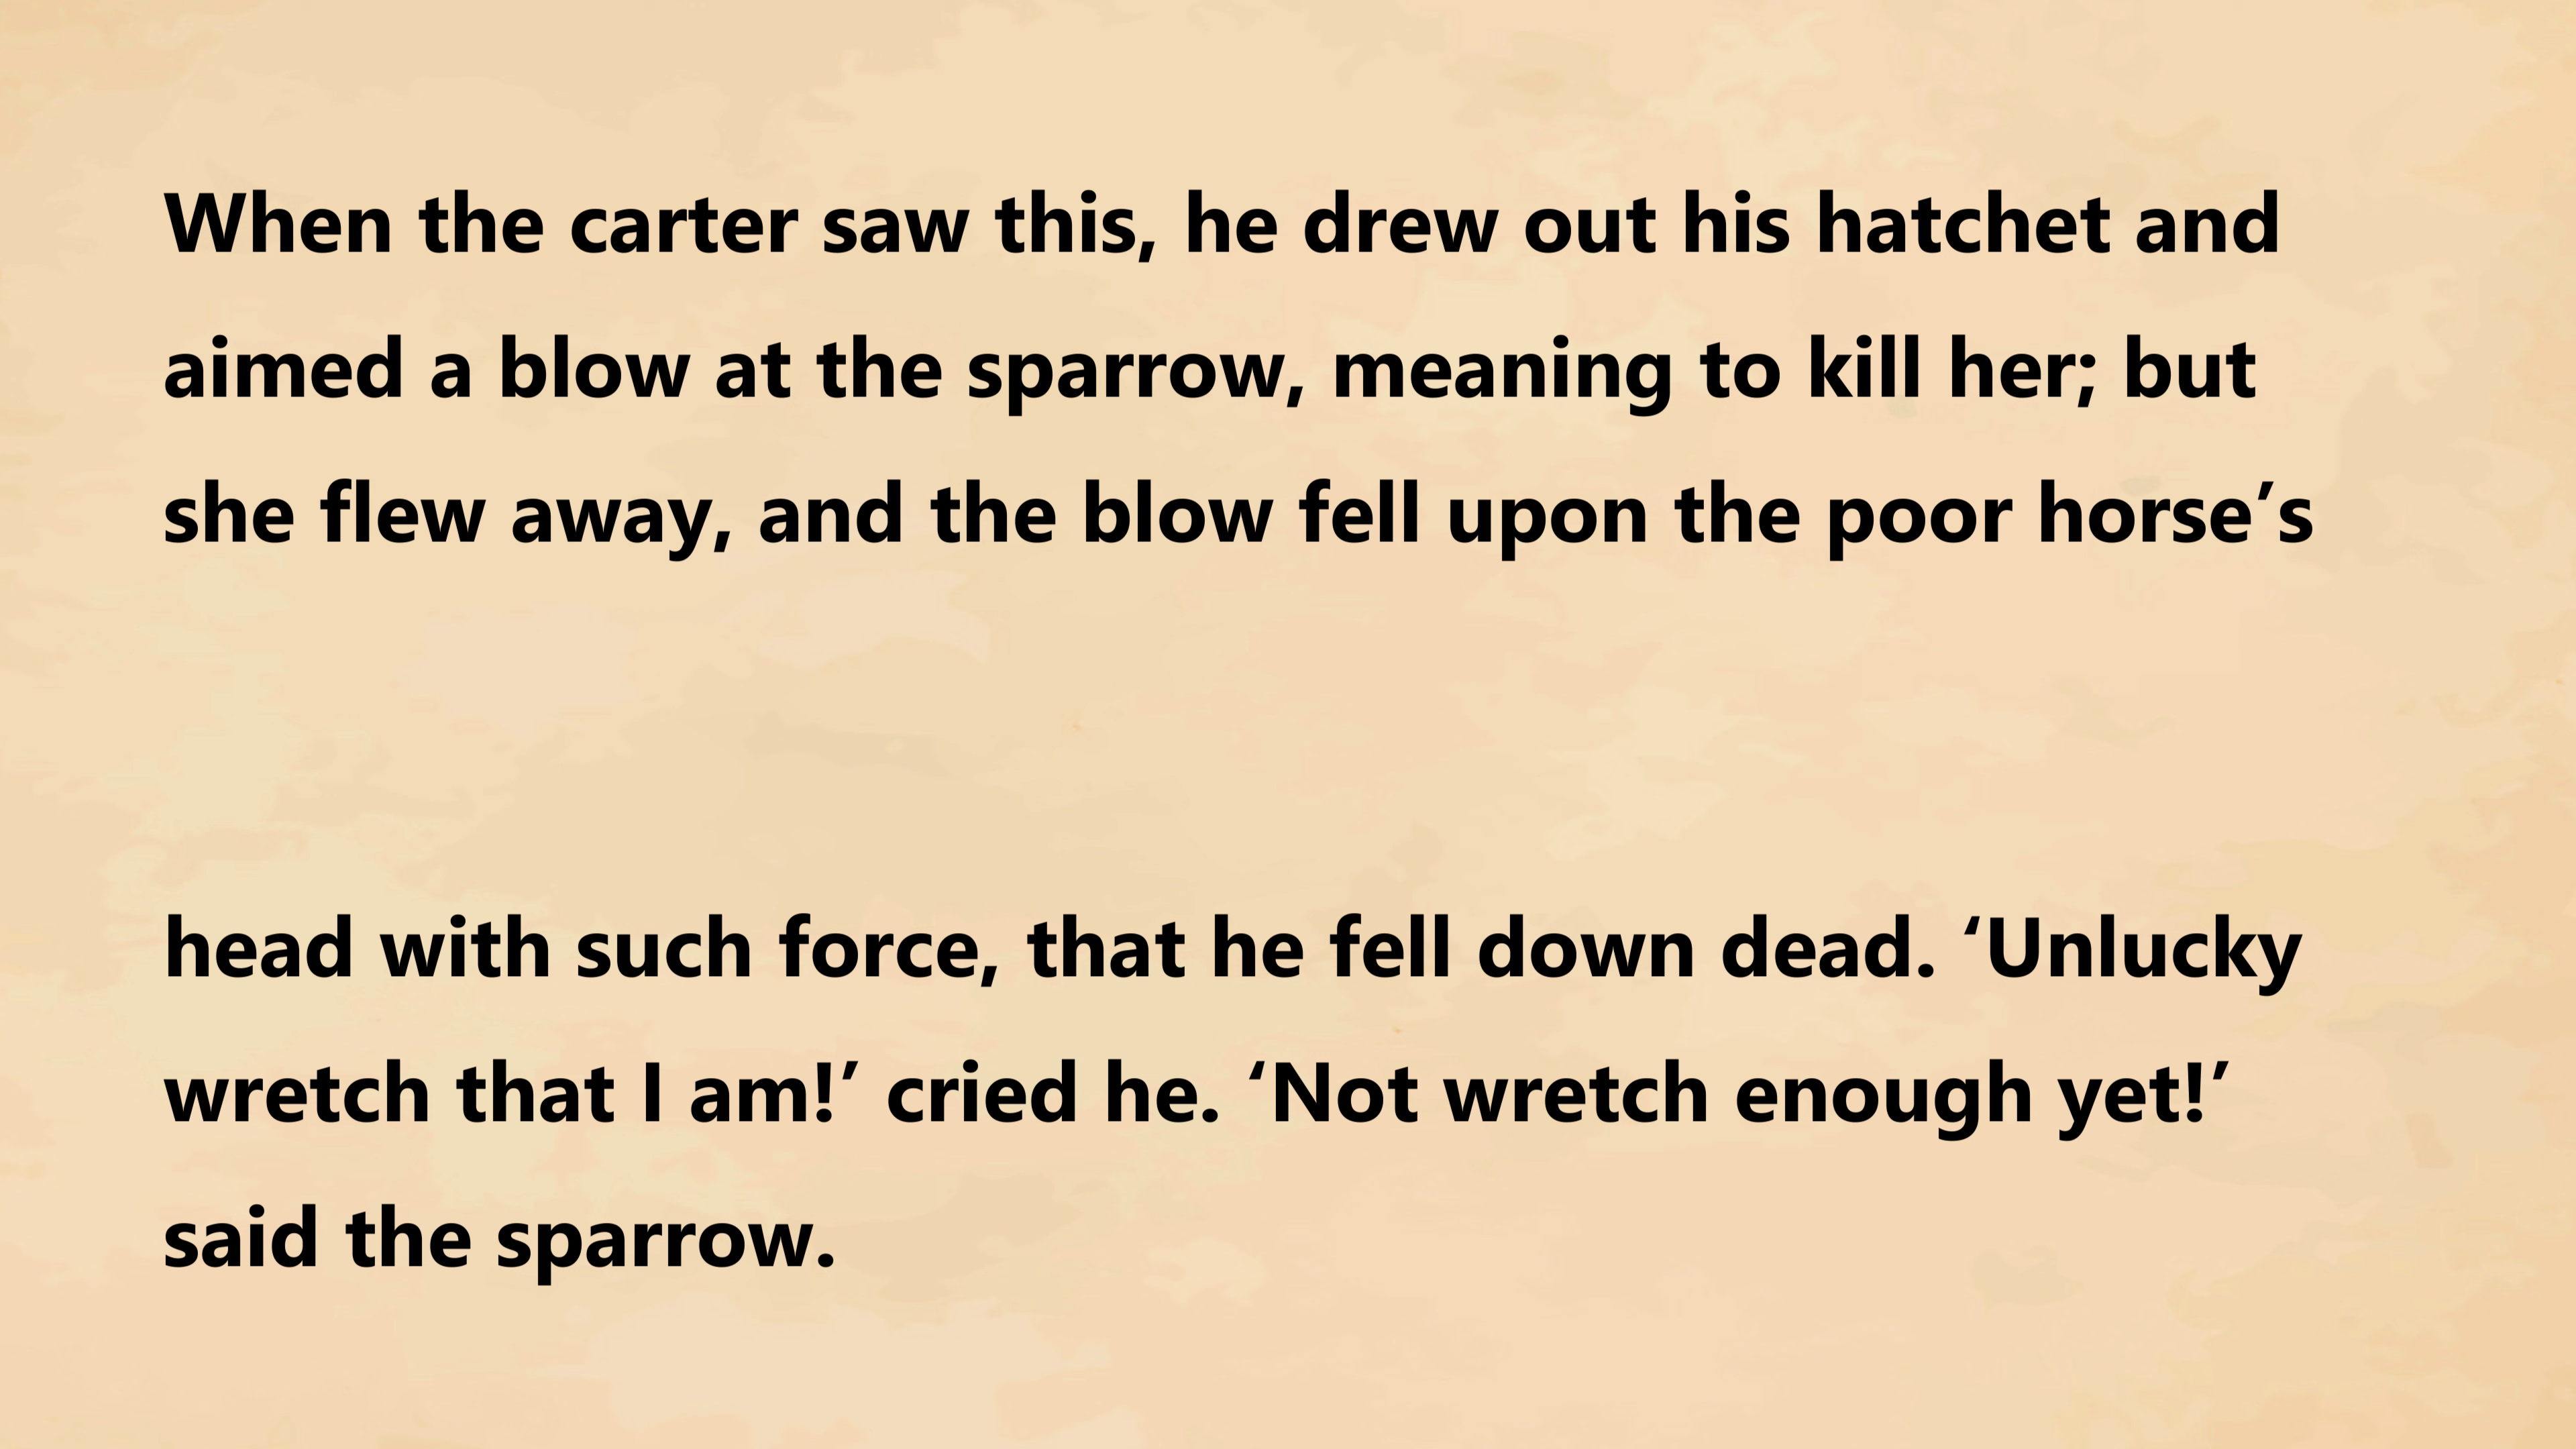 When the carter saw this, he drew out his hatchet and
aimed a blow at the sparrow, meaning to kill her; but
she flew away, and the blow fell upon the poor horse’s
head with such force, that he fell down dead. ‘Unlucky
wretch that I am!’ cried he. ‘Not wretch enough yet!’
said the sparrow.